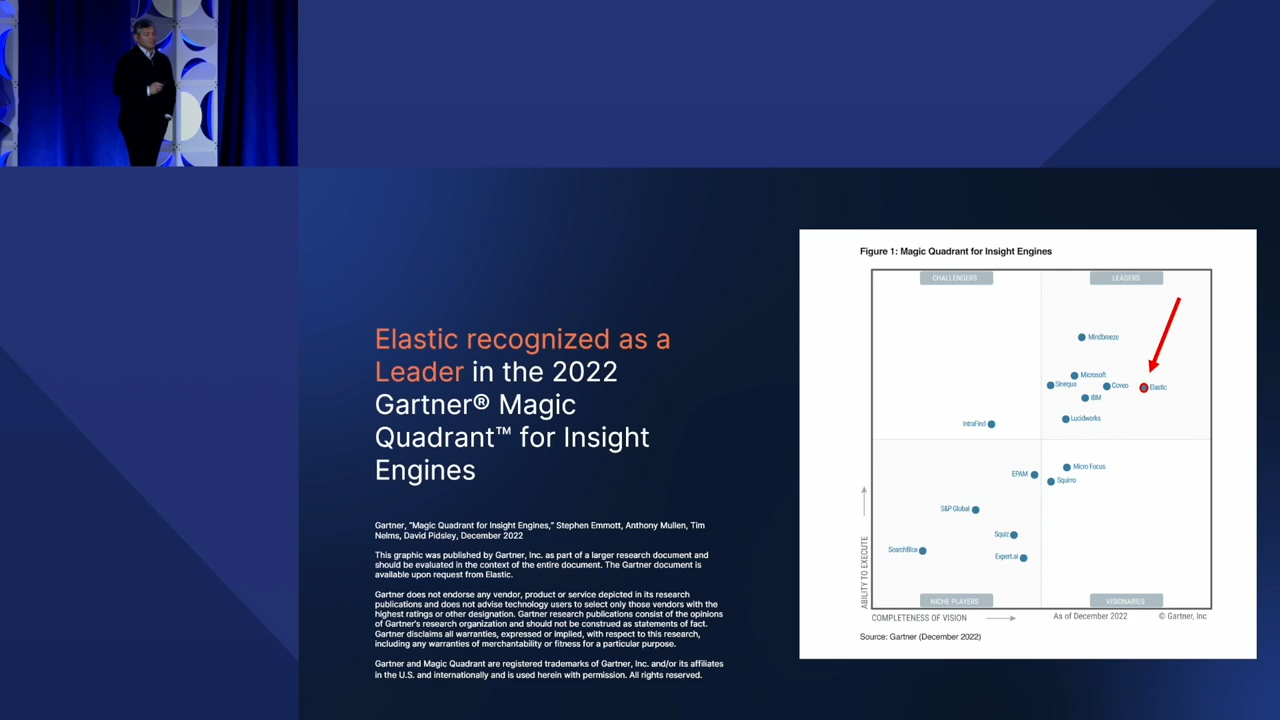 Elastic recognized as a
Leader in the 2022
Gartner® Magic
Quadrant™ for Insight
Engines
Gartner, “Magic Quadrant for Insight Engines,” Stephen Emmott, Anthony Mullen, Tim
Nelms, David Pidsley, December 2022
This graphic was published by Gartner, Inc. as part of a larger research document and
should be evaluated in the context of the entire document. The Gartner document is
available upon request from Elastic.
Gartner does not endorse any vendor, product or service depicted in its research
publications and does not advise technology users to select only those vendors with the
highest ratings or other designation. Gartner research publications consist of the opinions
of Gartner's research organization and should not be construed as statements of fact.
Gartner disclaims all warranties, expressed or implied, with respect to this research,
including any warranties of merchantability or fitness for a particular purpose.
Gartner and Magic Quadrant are registered trademarks of Gartner, Inc. and/or its affiliates
in the U.S. and internationally and is used herein with permission. All rights reserved.
Figure 1: Magic Quadrant for Insight Engines
CHALLENGERS
LEADERS
Mindbreeze
Microsoft
Sinequa
Coveo
Elastic
IBM
Lucidworks
IntraFind
Micro Focus
EPAM
Squirro
S&P Global
Squiz
SearchBlox
Expert.ai
NICHE PLAYERS
VISIONARIES
ABILITY TO EXECUTE
COMPLETENESS OF VISION
As of December 2022
© Gartner, Inc
Source: Gartner (December 2022)